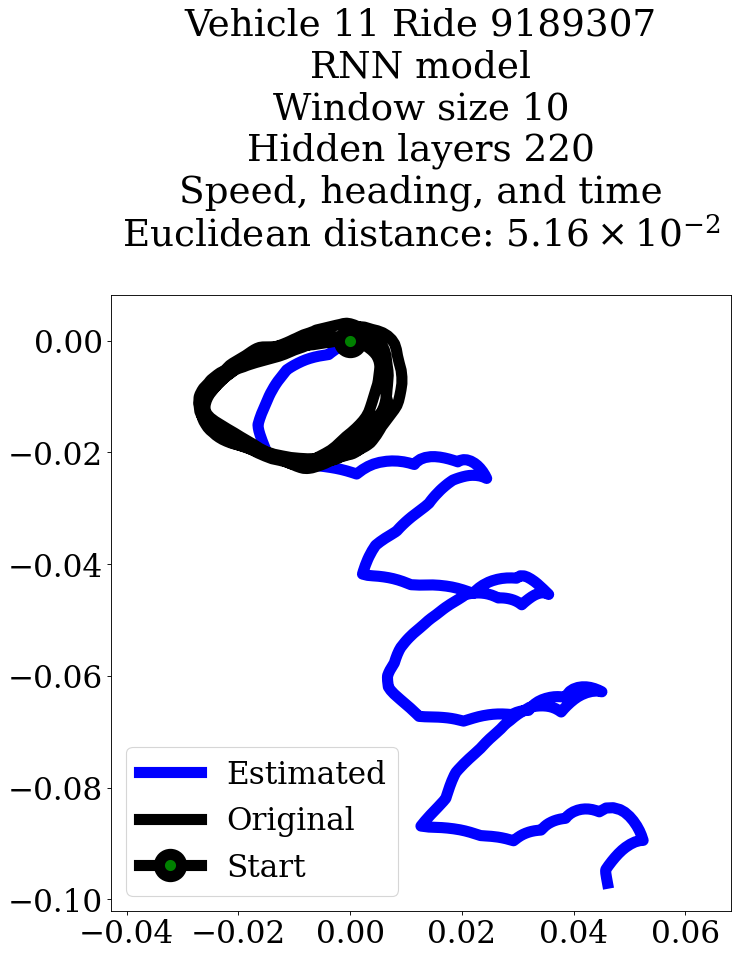 Vehicle 11 Ride 9189307
RNN model
Window size 10
Hidden layers 220
Speed, heading, and time
Euclidean distance: 5.16 × 10⁻²
0.00
−0.02
−0.04
−0.06
−0.08
−0.10
Estimated
Original
Start
−0.04 −0.02 0.00 0.02 0.04 0.06